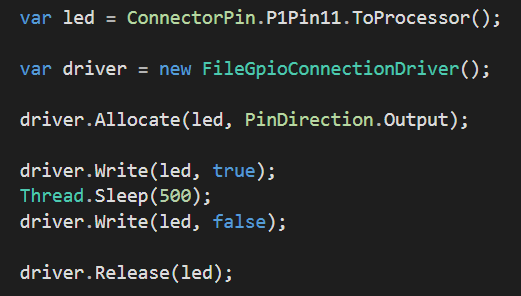 var led = ConnectorPin.P1Pin11.ToProcessor();
var driver = new FileGpioConnectionDriver();
driver.Allocate(led, PinDirection.Output);
driver.Write(led, true);
Thread.Sleep(500);
driver.Write(led, false);
driver.Release(led);